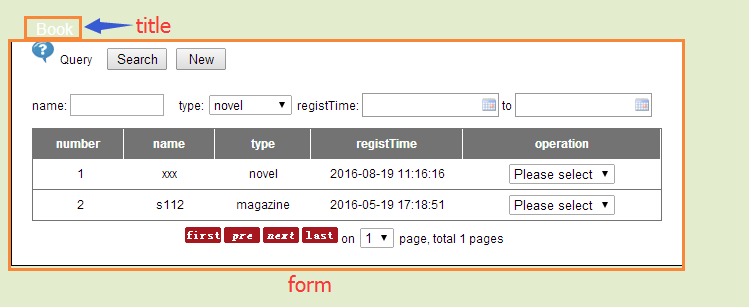 Book title
Query Search New
name: type: novel registTime: to
number name type registTime operation
1 xxx novel 2016-08-19 11:16:16 Please select
2 s112 magazine 2016-05-19 17:18:51 Please select
first pre next last on 1 page, total 1 pages
form